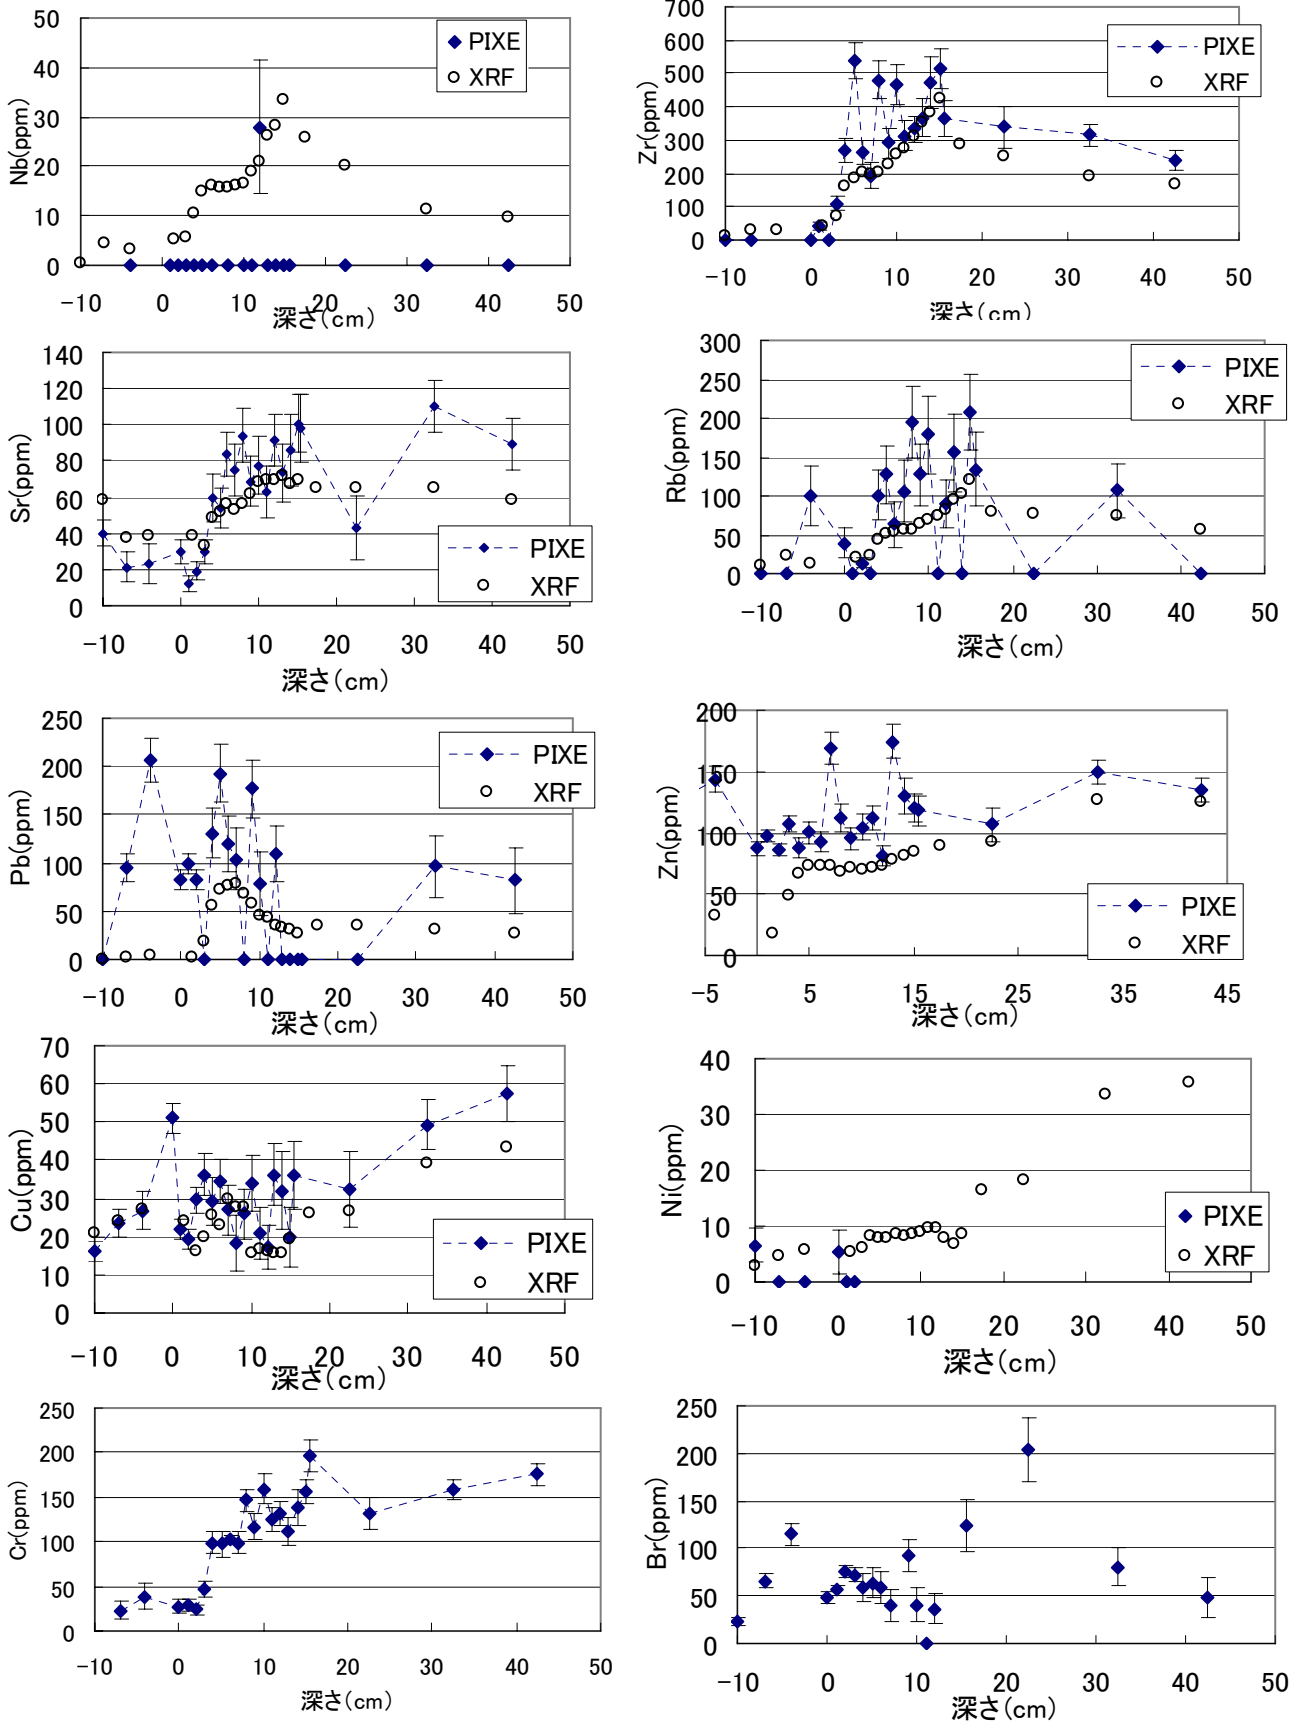 Nb(ppm)
50
40
30
20
10
0
-10 0 10 20 30 40 50
深さ(cm)
PIXE
XRF
Zr(ppm)
700
600
500
400
300
200
100
0
-10 0 10 20 30 40 50
深さ(cm)
PIXE
XRF
Sr(ppm)
140
120
100
80
60
40
20
0
-10 0 10 20 30 40 50
深さ(cm)
PIXE
XRF
Rb(ppm)
300
250
200
150
100
50
0
-10 0 10 20 30 40 50
深さ(cm)
PIXE
XRF
Pb(ppm)
250
200
150
100
50
0
-10 0 10 20 30 40 50
深さ(cm)
PIXE
XRF
Zn(ppm)
200
150
100
50
0
-5 5 15 25 35 45
深さ(cm)
PIXE
XRF
Cu(ppm)
70
60
50
40
30
20
10
0
-10 0 10 20 30 40 50
深さ(cm)
PIXE
XRF
Ni(ppm)
40
30
20
10
0
-10 0 10 20 30 40 50
深さ(cm)
PIXE
XRF
Cr(ppm)
250
200
150
100
50
0
-10 0 10 20 30 40 50
深さ(cm)
Br(ppm)
250
200
150
100
50
0
-10 0 10 20 30 40 50
深さ(cm)